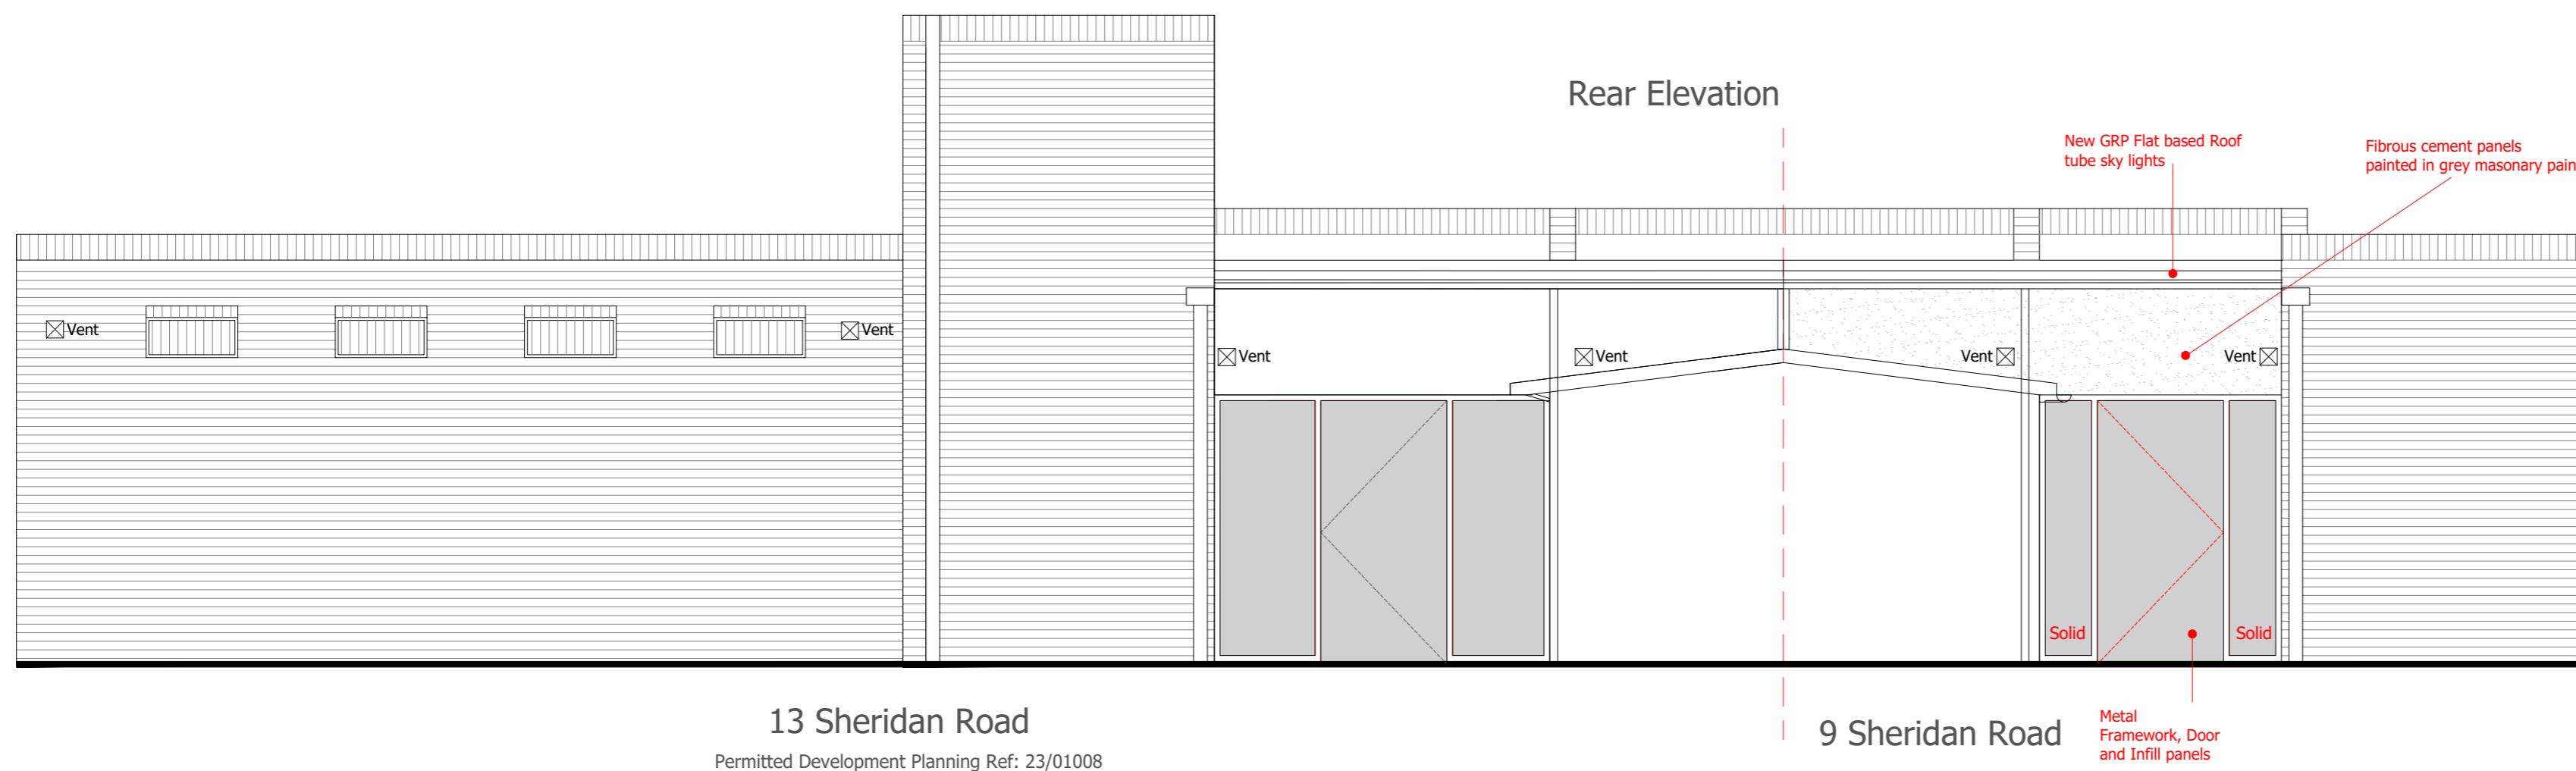 Rear Elevation
New GRP Flat based Roof
tube sky lights
Fibrous cement panels
painted in grey masonary pain
Vent
Vent
Vent
Vent
Vent
Vent
Solid
Solid
13 Sheridan Road
Permitted Development Planning Ref: 23/01008
9 Sheridan Road
Metal
Framework, Door
and Infill panels